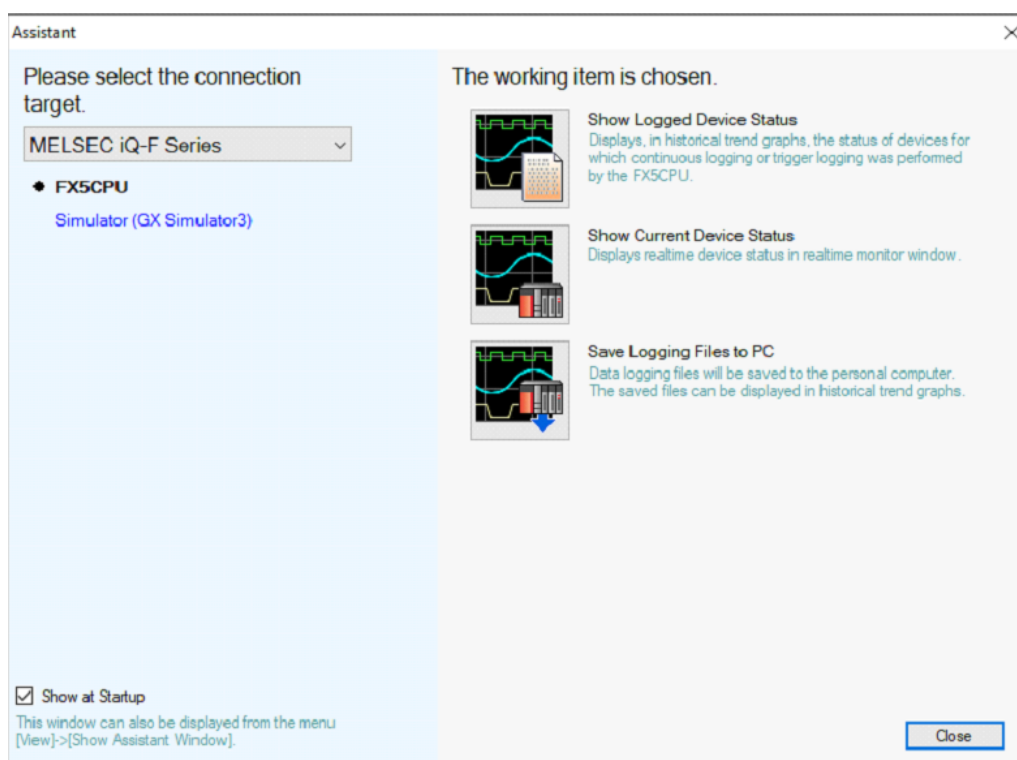 Assistant
Please select the connection
target.
MELSEC iQ-F Series
FX5CPU
Simulator (GX Simulator3)
Show at Startup
This window can also be displayed from the menu
[View]->[Show Assistant Window].
The working item is chosen.
Show Logged Device Status
Displays, in historical trend graphs, the status of devices for
which continuous logging or trigger logging was performed
by the FX5CPU.
Show Current Device Status
Displays realtime device status in realtime monitor window.
Save Logging Files to PC
Data logging files will be saved to the personal computer.
The saved files can be displayed in historical trend graphs.
Close